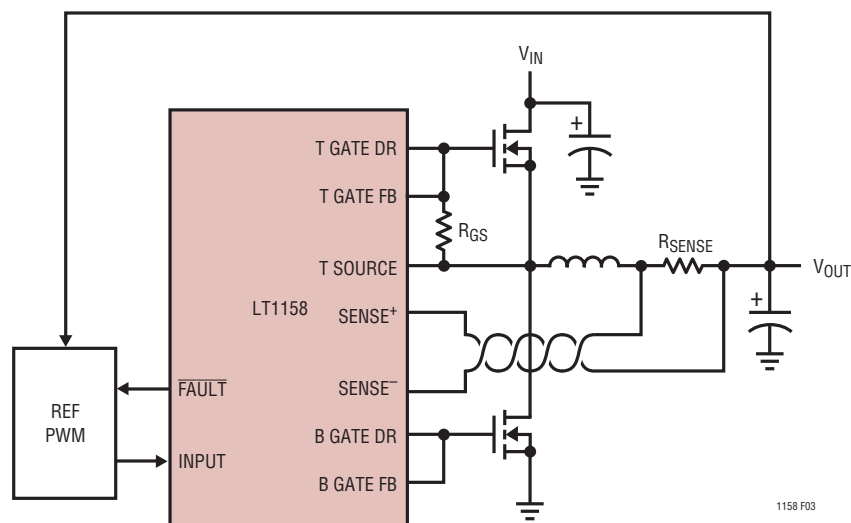 V_IN
T GATE DR
T GATE FB
R_GS
T SOURCE
R_SENSE
V_OUT
LT1158
SENSE⁺
SENSE⁻
FAULT
REF
PWM
INPUT
B GATE DR
B GATE FB
1158 F03